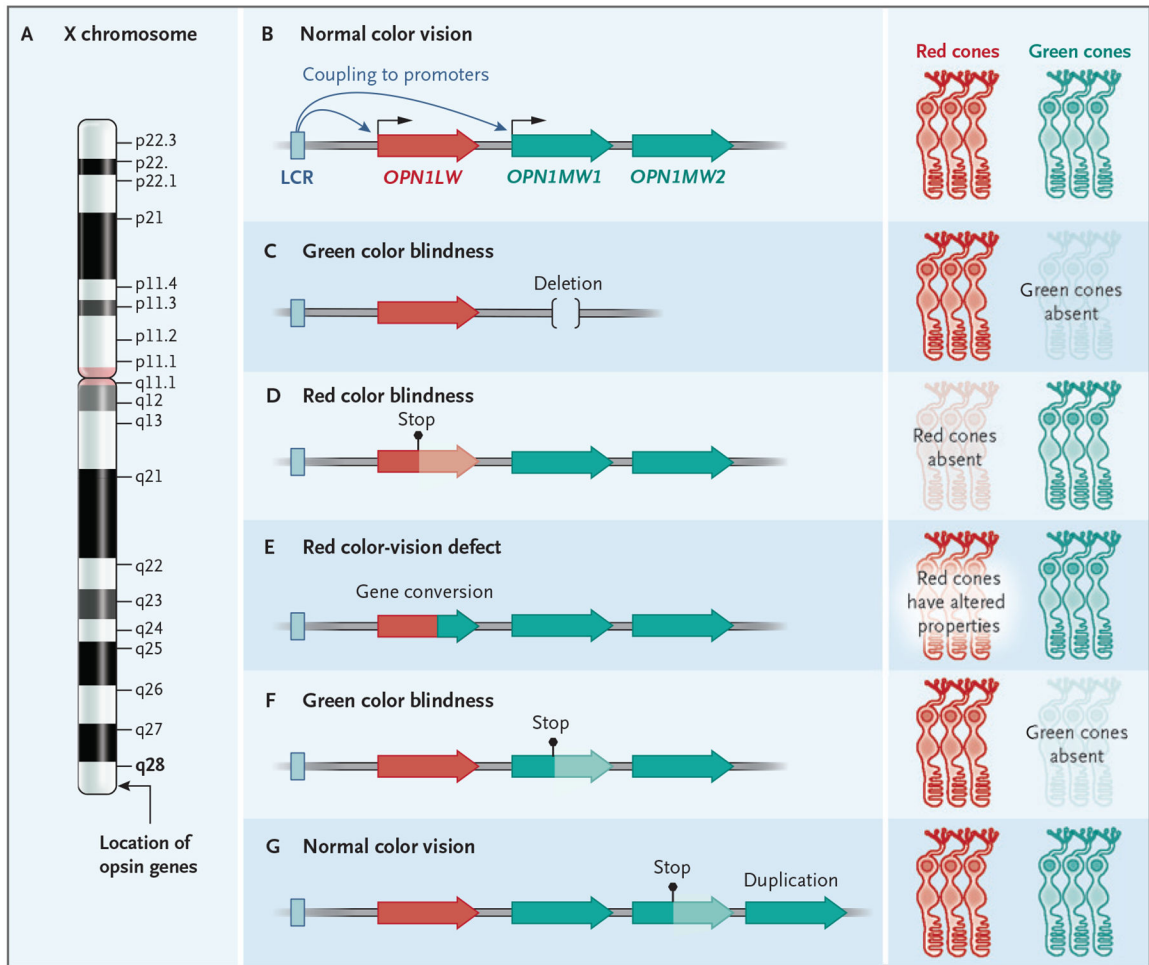 A X chromosome
p22.3
p22.
p22.1
p21
p11.4
p11.3
p11.2
p11.1
q11.1
q12
q13
q21
q22
q23
q24
q25
q26
q27
q28
Location of
opsin genes
B Normal color vision
Coupling to promoters
LCR
OPN1LW
OPN1MW1
OPN1MW2
Red cones
Green cones
C Green color blindness
Deletion
Green cones
absent
D Red color blindness
Stop
Red cones
absent
E Red color-vision defect
Gene conversion
Red cones
have altered
properties
F Green color blindness
Stop
Green cones
absent
G Normal color vision
Stop
Duplication